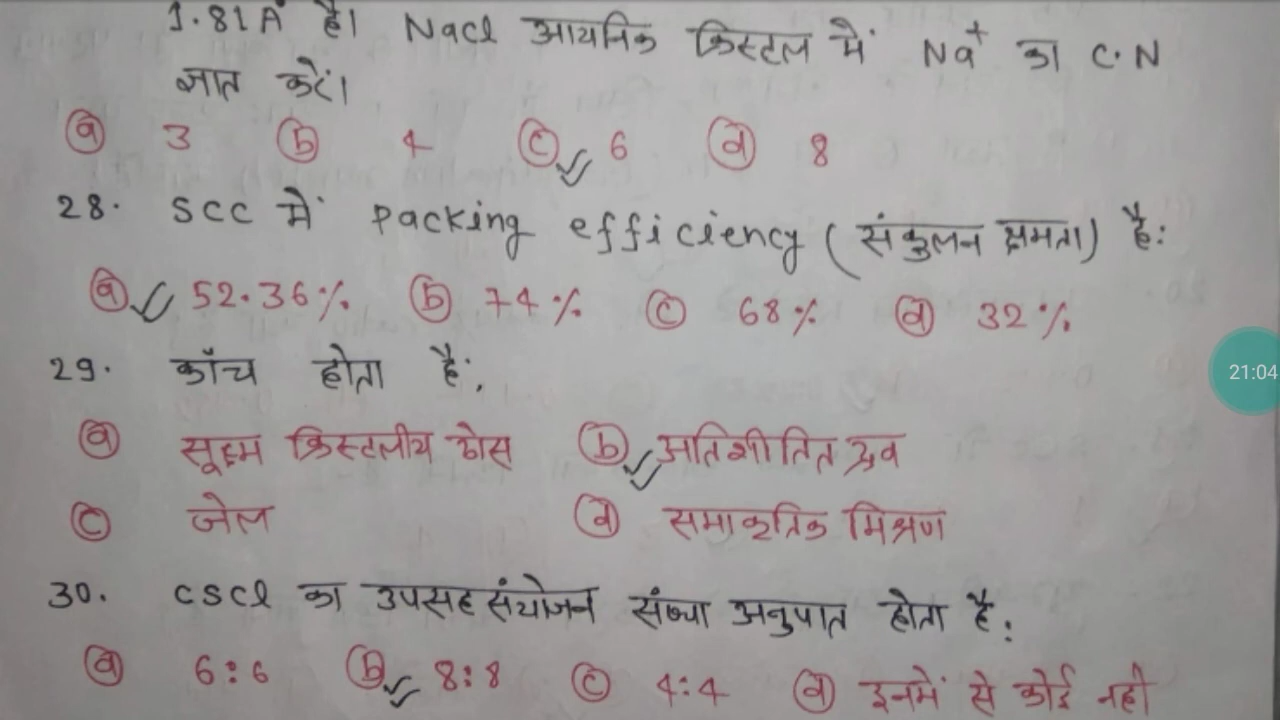 1.81A° है। Nacl आयनिक क्रिस्टल में Na+ का C.N
ज्ञात करें।
ⓐ 3 ⓑ 4 ⓒ 6 ⓓ 8
28. SCC में Packing efficiency (संकुलन क्षमता) है:
ⓐ 52.36% ⓑ 74% ⓒ 68% ⓓ 32%
21:04
29. काँच होता है:
ⓐ सूक्ष्म क्रिस्टलीय ठोस ⓑ अतिशीतित द्रव
ⓒ जेल ⓓ समाकृतिक मिश्रण
30. CSCl का उपसहसंयोजन संख्या अनुपात होता है:
ⓐ 6:6 ⓑ 8:8 ⓒ 4:4 ⓓ इनमें से कोई नही